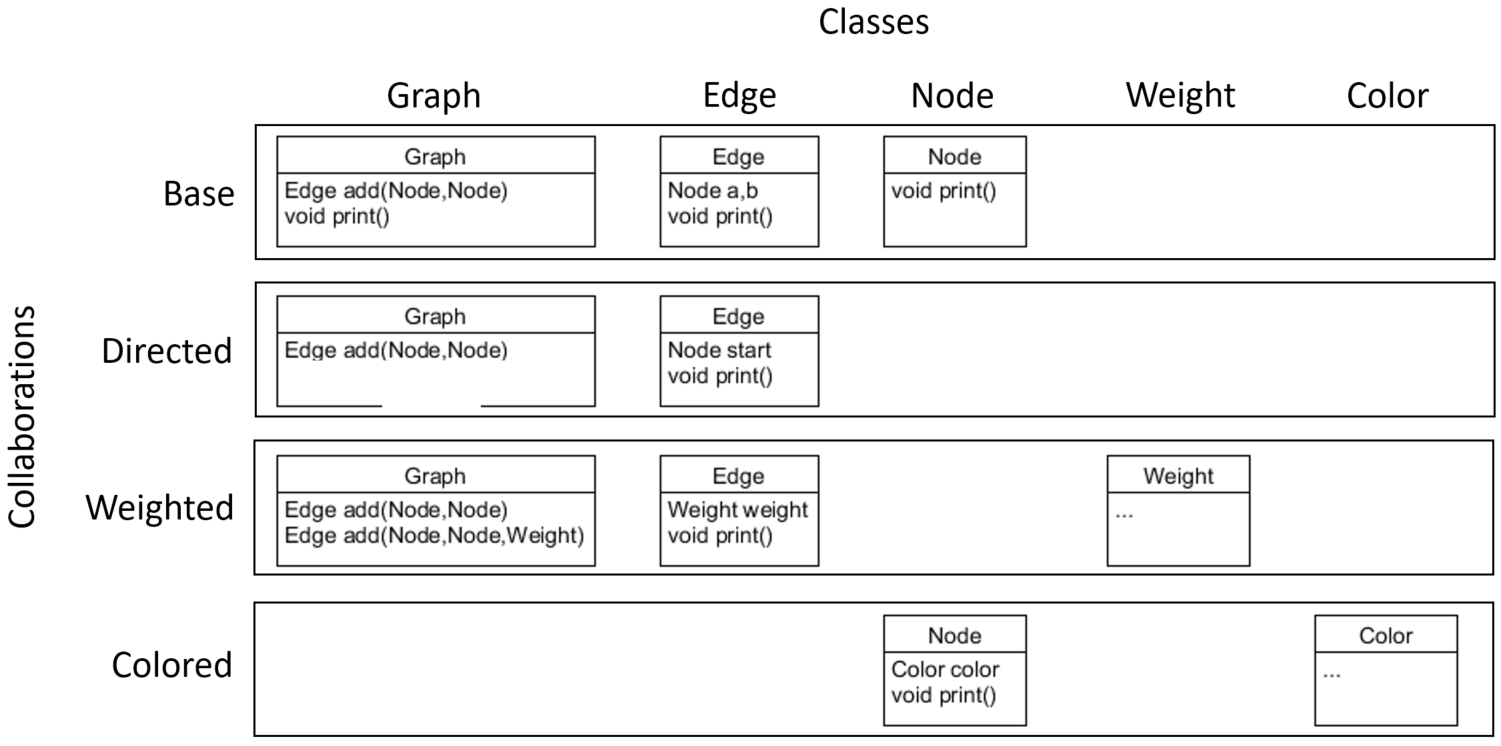 Classes
Graph Edge Node Weight Color
Collaborations
Base
Graph
Edge add(Node,Node)
void print()
Edge
Node a,b
void print()
Node
void print()
Directed
Graph
Edge add(Node,Node)
Edge
Node start
void print()
Weighted
Graph
Edge add(Node,Node)
Edge add(Node,Node,Weight)
Edge
Weight weight
void print()
Weight
...
Colored
Node
Color color
void print()
Color
...